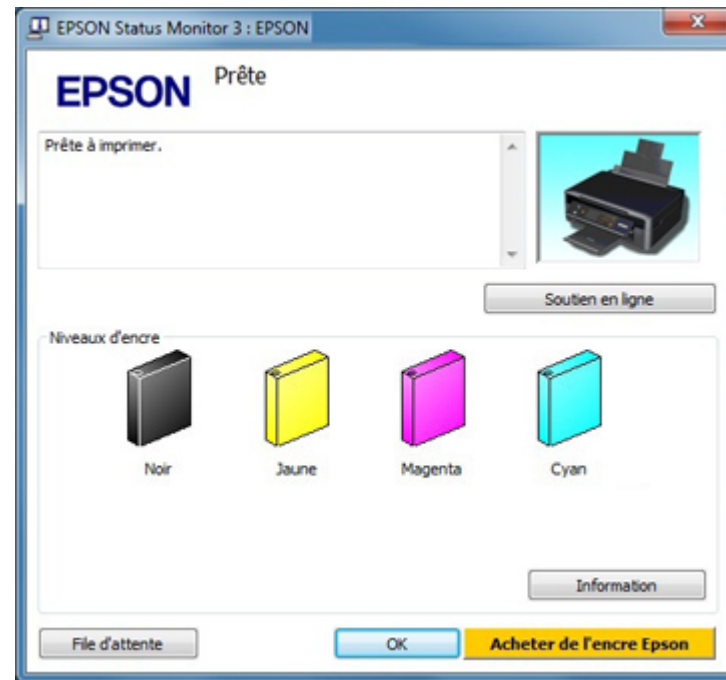 EPSON Status Monitor 3 : EPSON
EPSON
Prête
Prête à imprimer.
Soutien en ligne
Niveaux d'encre
Noir
Jaune
Magenta
Cyan
Information
File d'attente
OK
Acheter de l'encre Epson